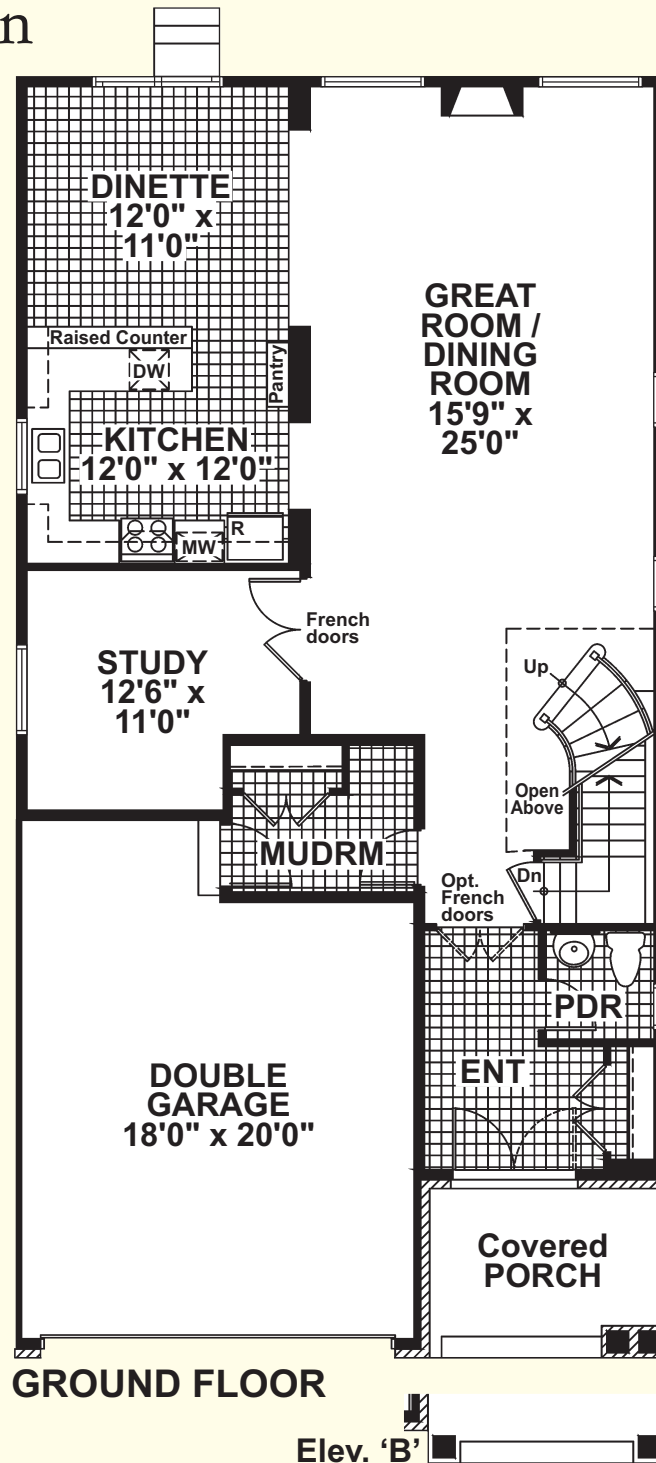 n
DINETTE
12'0" x
11'0"
GREAT
ROOM /
DINING
ROOM
15'9" x
25'0"
Raised Counter
DW
Pantry
KITCHEN
12'0" x 12'0"
R
MW
French
doors
STUDY
12'6" x
11'0"
Up
Open
Above
MUDRM
Dn
Opt.
French
doors
PDR
ENT
DOUBLE
GARAGE
18'0" x 20'0"
Covered
PORCH
GROUND FLOOR
Elev. ‘B’